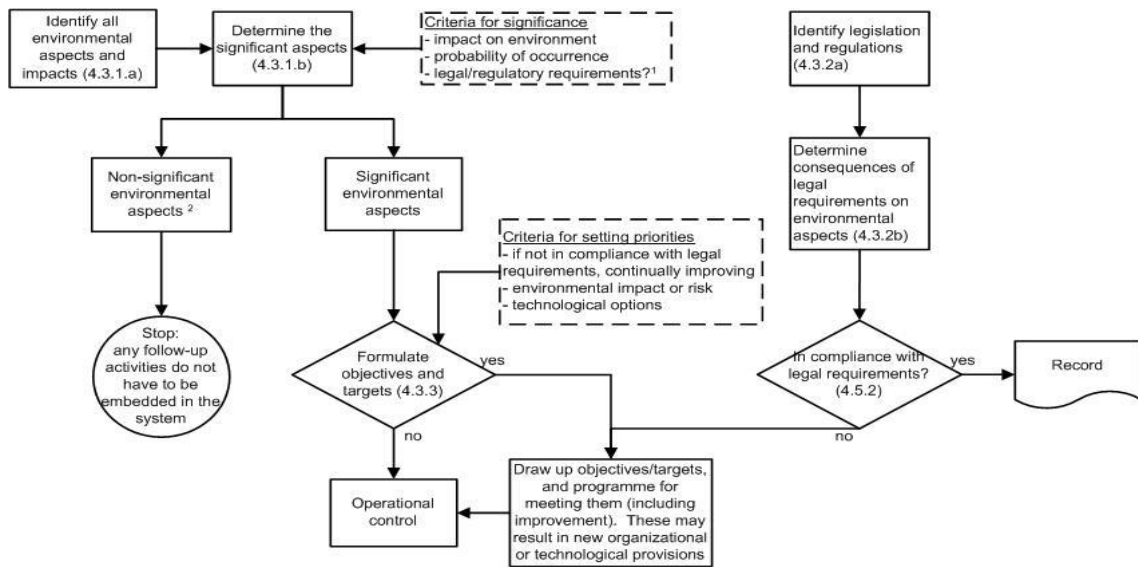 Identify all
environmental
aspects and
impacts (4.3.1.a)
Determine the
significant aspects
(4.3.1.b)
Criteria for significance
- impact on environment
- probability of occurrence
- legal/regulatory requirements?¹
Identify legislation
and regulations
(4.3.2a)
Non-significant
environmental
aspects ²
Significant
environmental
aspects
Determine
consequences of
legal
requirements on
environmental
aspects (4.3.2b)
Criteria for setting priorities
- if not in compliance with legal
requirements, continually improving
- environmental impact or risk
- technological options
Stop:
any follow-up
activities do not
have to be
embedded in the
system
Formulate
objectives and
targets (4.3.3)
yes
no
In compliance with
legal requirements?
(4.5.2)
yes
no
Record
Operational
control
Draw up objectives/targets,
and programme for
meeting them (including
improvement). These may
result in new organizational
or technological provisions